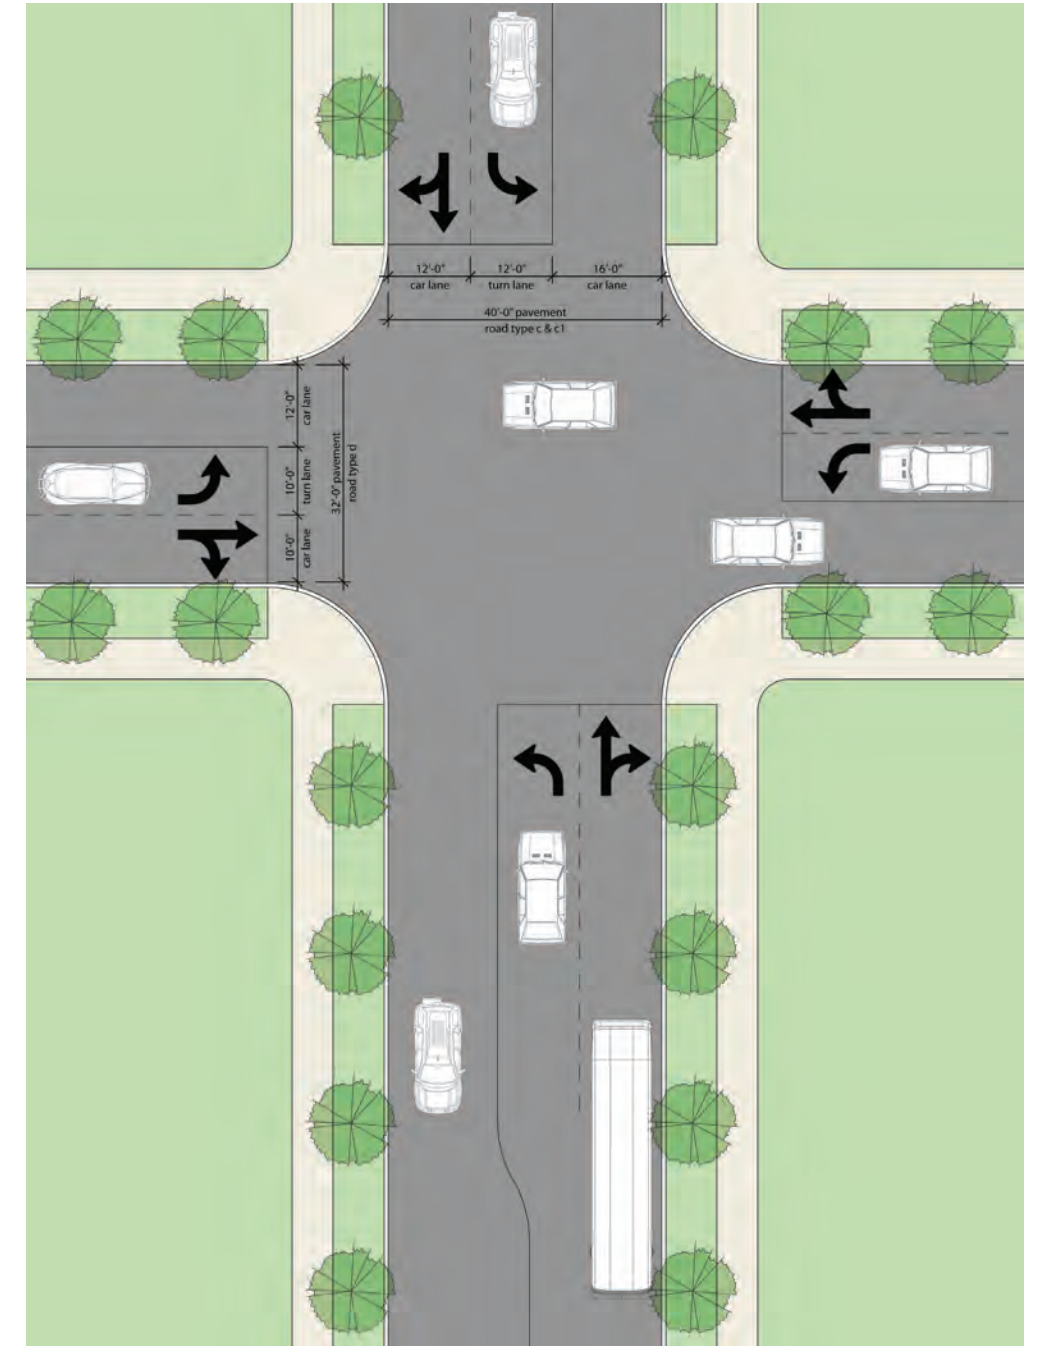 12'-0"
car lane
12'-0"
turn lane
16'-0"
car lane
40'-0" pavement
road type c & c1
12'-0"
car lane
10'-0"
turn lane
10'-0"
car lane
32'-0" pavement
road type d